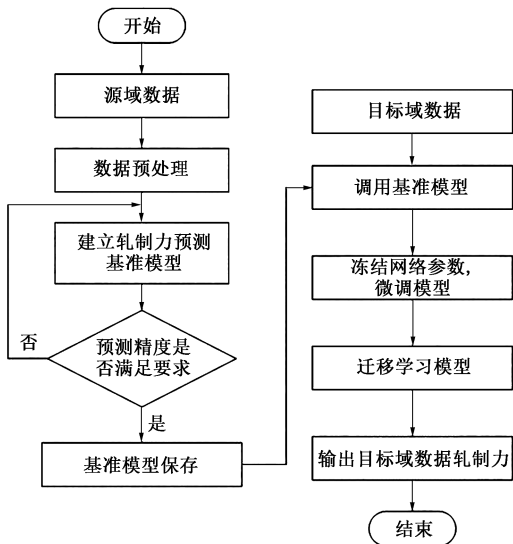 开始
源域数据
数据预处理
建立轧制力预测
基准模型
否
预测精度是
否满足要求
是
基准模型保存
目标域数据
调用基准模型
冻结网络参数,
微调模型
迁移学习模型
输出目标域数据轧制力
结束